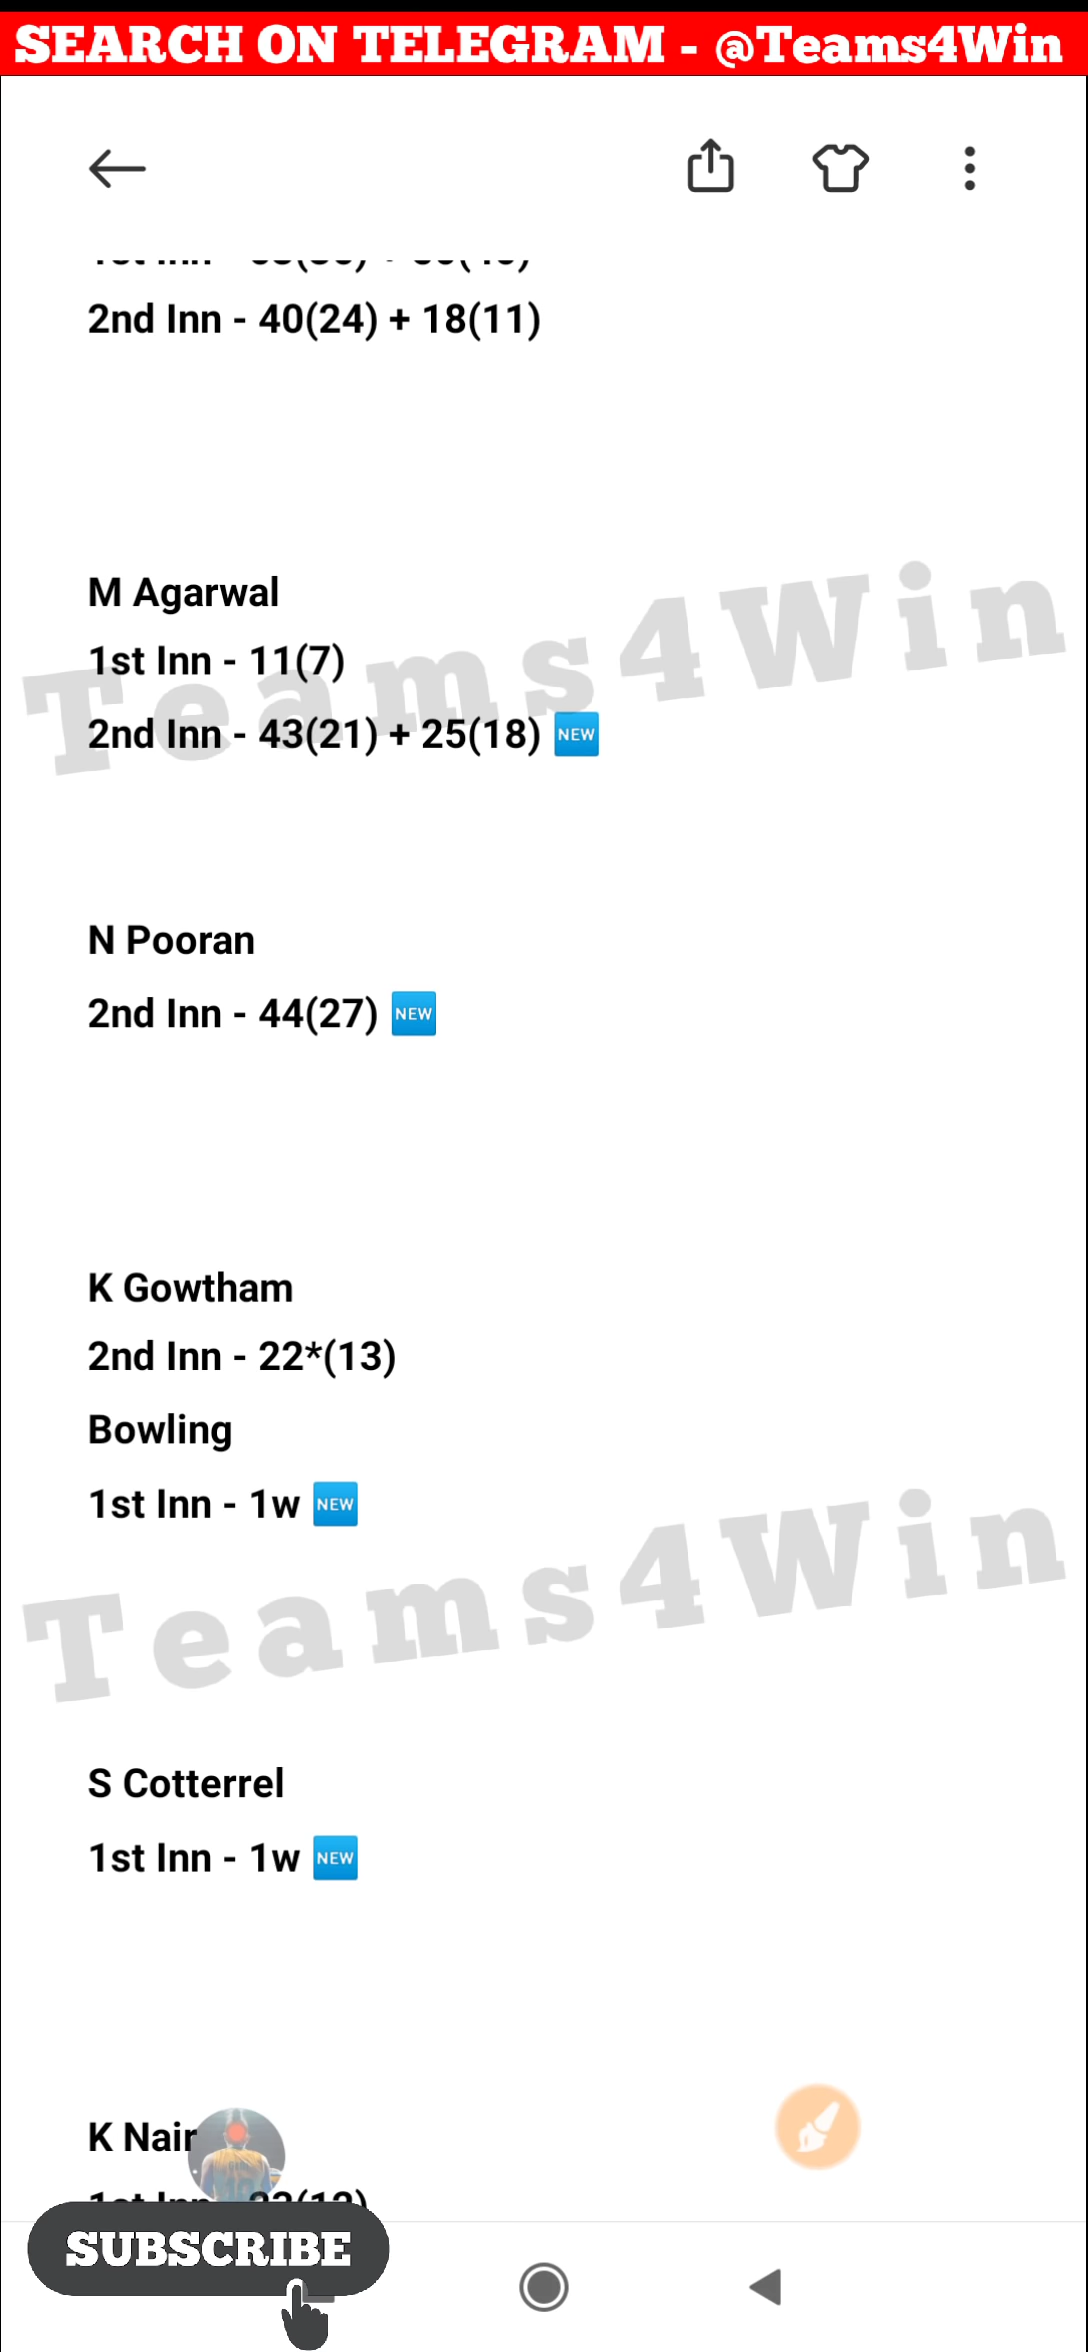 SEARCH ON TELEGRAM - @Teams4Win
2nd Inn - 40(24) + 18(11)
M Agarwal
1st Inn - 11(7)
2nd Inn - 43(21) + 25(18) NEW
Teams4Win
N Pooran
2nd Inn - 44(27) NEW
K Gowtham
2nd Inn - 22*(13)
Bowling
1st Inn - 1w NEW
Teams4Win
S Cotterrel
1st Inn - 1w NEW
K Nair
SUBSCRIBE